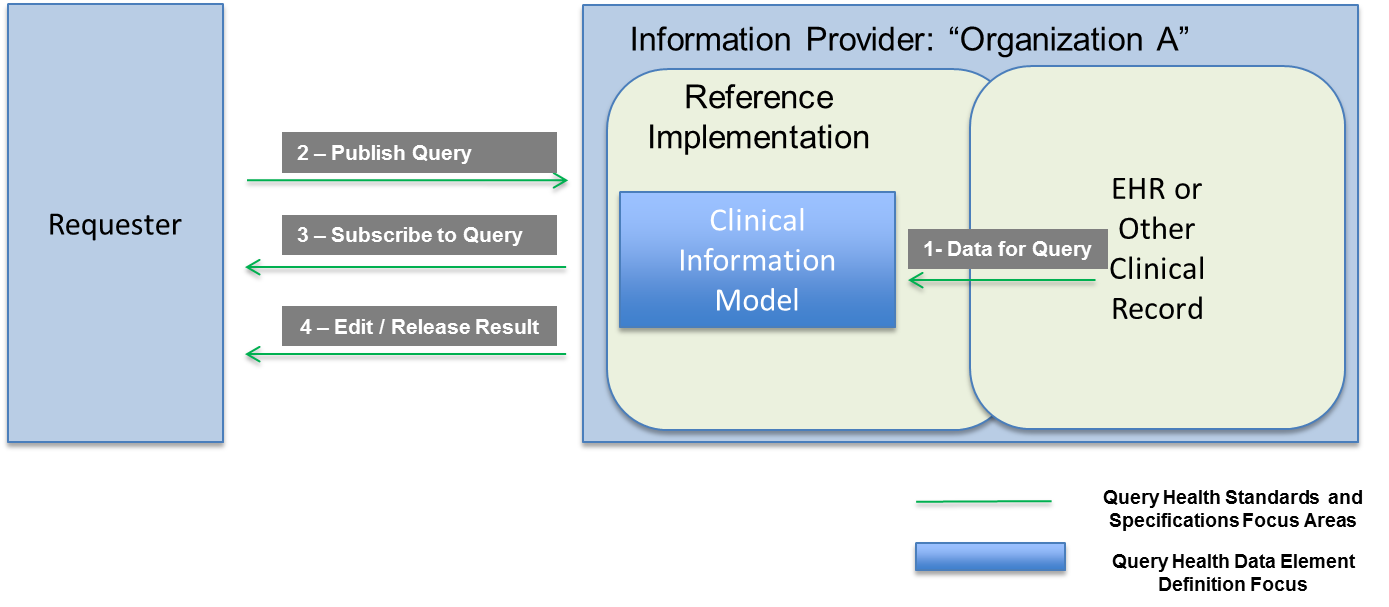 Information Provider: “Organization A”
Reference
Implementation
2 – Publish Query
Requester
3 – Subscribe to Query
4 – Edit / Release Result
Clinical
Information
Model
1- Data for Query
EHR or
Other
Clinical
Record
Query Health Standards and
Specifications Focus Areas
Query Health Data Element
Definition Focus